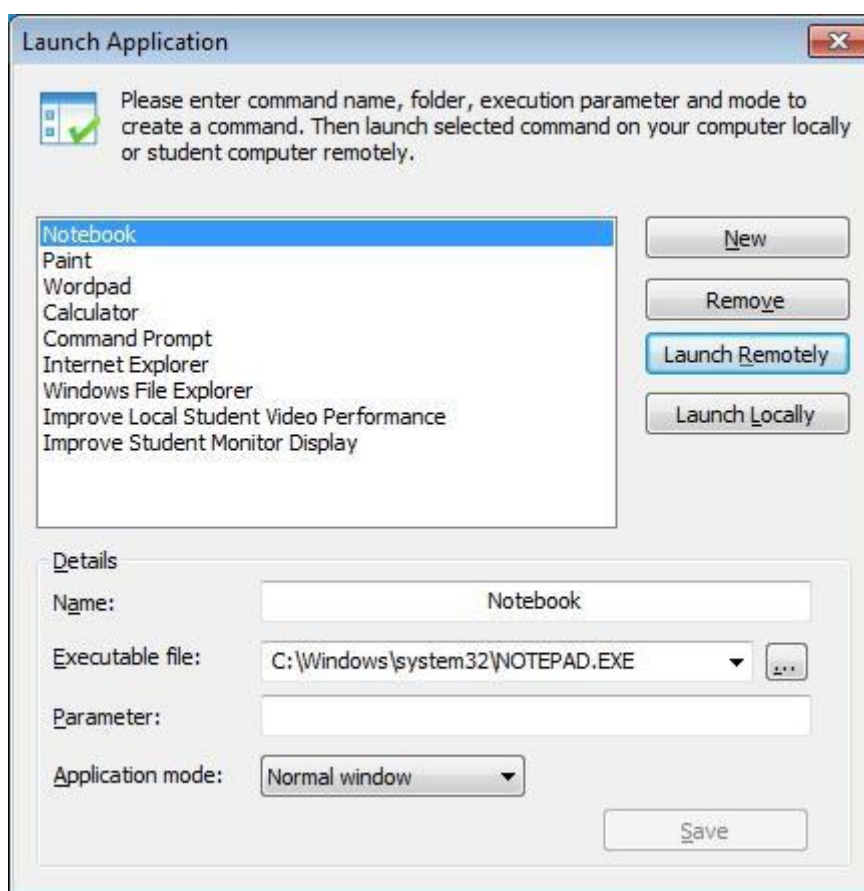 Launch Application
Please enter command name, folder, execution parameter and mode to
create a command. Then launch selected command on your computer locally
or student computer remotely.
Notebook
Paint
Wordpad
Calculator
Command Prompt
Internet Explorer
Windows File Explorer
Improve Local Student Video Performance
Improve Student Monitor Display
New
Remove
Launch Remotely
Launch Locally
Details
Name: Notebook
Executable file: C:\Windows\system32\NOTEPAD.EXE ...
Parameter:
Application mode: Normal window
Save